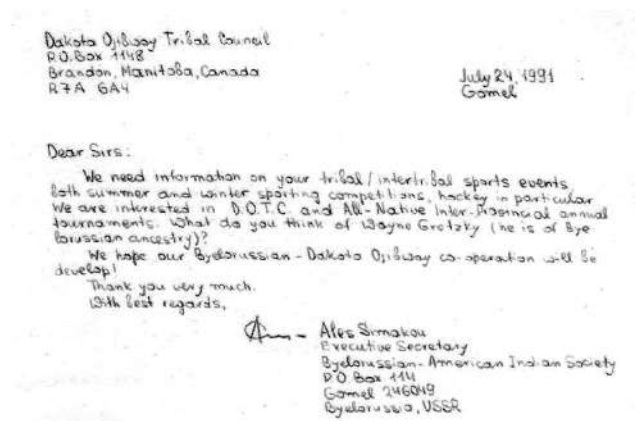 Dakota Ojibway Tribal Council
P.O. Box 1148
Brandon, Manitoba, Canada
R7A 6A4
July 24, 1991
Gomel
Dear Sirs:
We need information on your tribal/intertribal sports events,
both summer and winter sporting competitions, hockey in particular
We are interested in D.O.T.C. and All-Native Inter-Provincial annual
tournaments. What do you think of Wayne Gretzky (he is of Bye
lorussian ancestry)?
We hope our Byelorussian-Dakota Ojibway co-operation will be
develop!
Thank you very much.
With best regards,
Ales Simakou
Executive Secretary
Byelorussian-American Indian Society
P.O. Box 114
Gomel 246049
Byelorussia, USSR